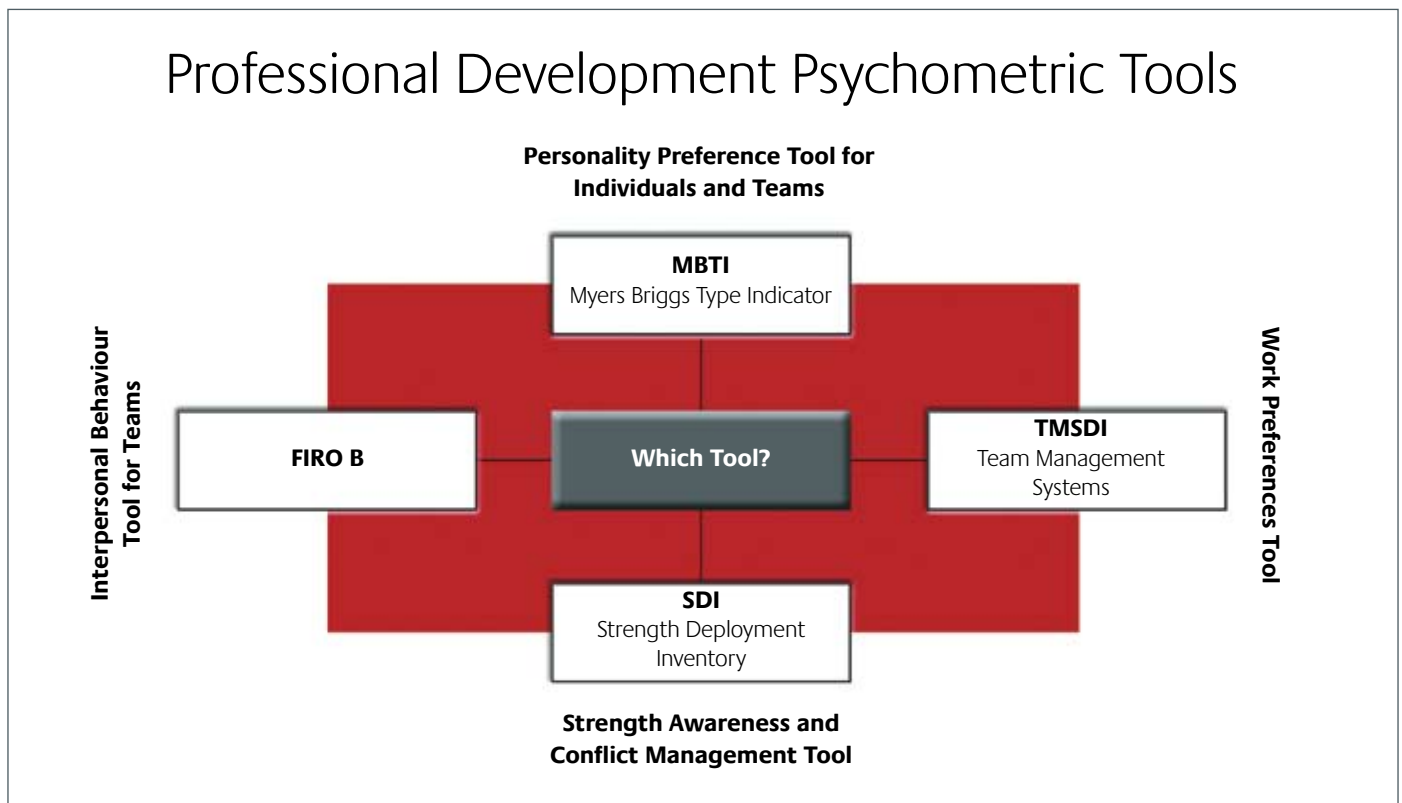 Professional Development Psychometric Tools
Personality Preference Tool for
Individuals and Teams
MBTI
Myers Briggs Type Indicator
Interpersonal Behaviour
Tool for Teams
FIRO B
Which Tool?
TMSDI
Team Management
Systems
Work Preferences Tool
SDI
Strength Deployment
Inventory
Strength Awareness and
Conflict Management Tool